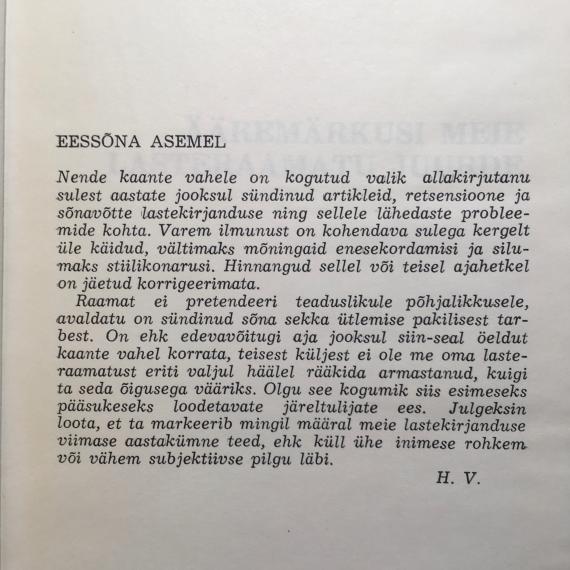 EESSÕNA ASEMEL
Nende kaante vahele on kogutud valik allakirjutanu
sulest aastate jooksul sündinud artikleid, retsensioone ja
sõnavõtte lastekirjanduse ning sellele lähedaste problee-
mide kohta. Varem ilmunust on kohendava sulega kergelt
üle käidud, vältimaks mõningaid enesekordamisi ja silu-
maks stiilikonarusi. Hinnangud sellel või teisel ajahetkel
on jäetud korrigeerimata.
Raamat ei pretendeeri teaduslikule põhjalikkusele,
avaldatu on sündinud sõna sekka ütlemise pakilisest tar-
best. On ehk edevavõitugi aja jooksul siin-seal öeldut
kaante vahel korrata, teisest küljest ei ole me oma laste-
raamatust eriti valjul häälel rääkida armastanud, kuigi
ta seda õigusega vääriks. Olgu see kogumik siis esimeseks
pääsukeseks loodetavate järeltulijate ees. Julgeksin
loota, et ta markeerib mingil määral meie lastekirjanduse
viimase aastakümne teed, ehk küll ühe inimese rohkem
või vähem subjektiivse pilgu läbi.
H. V.
ÄÄREMÄRKUSI MEIE
LASTERAAMATU JUURDE